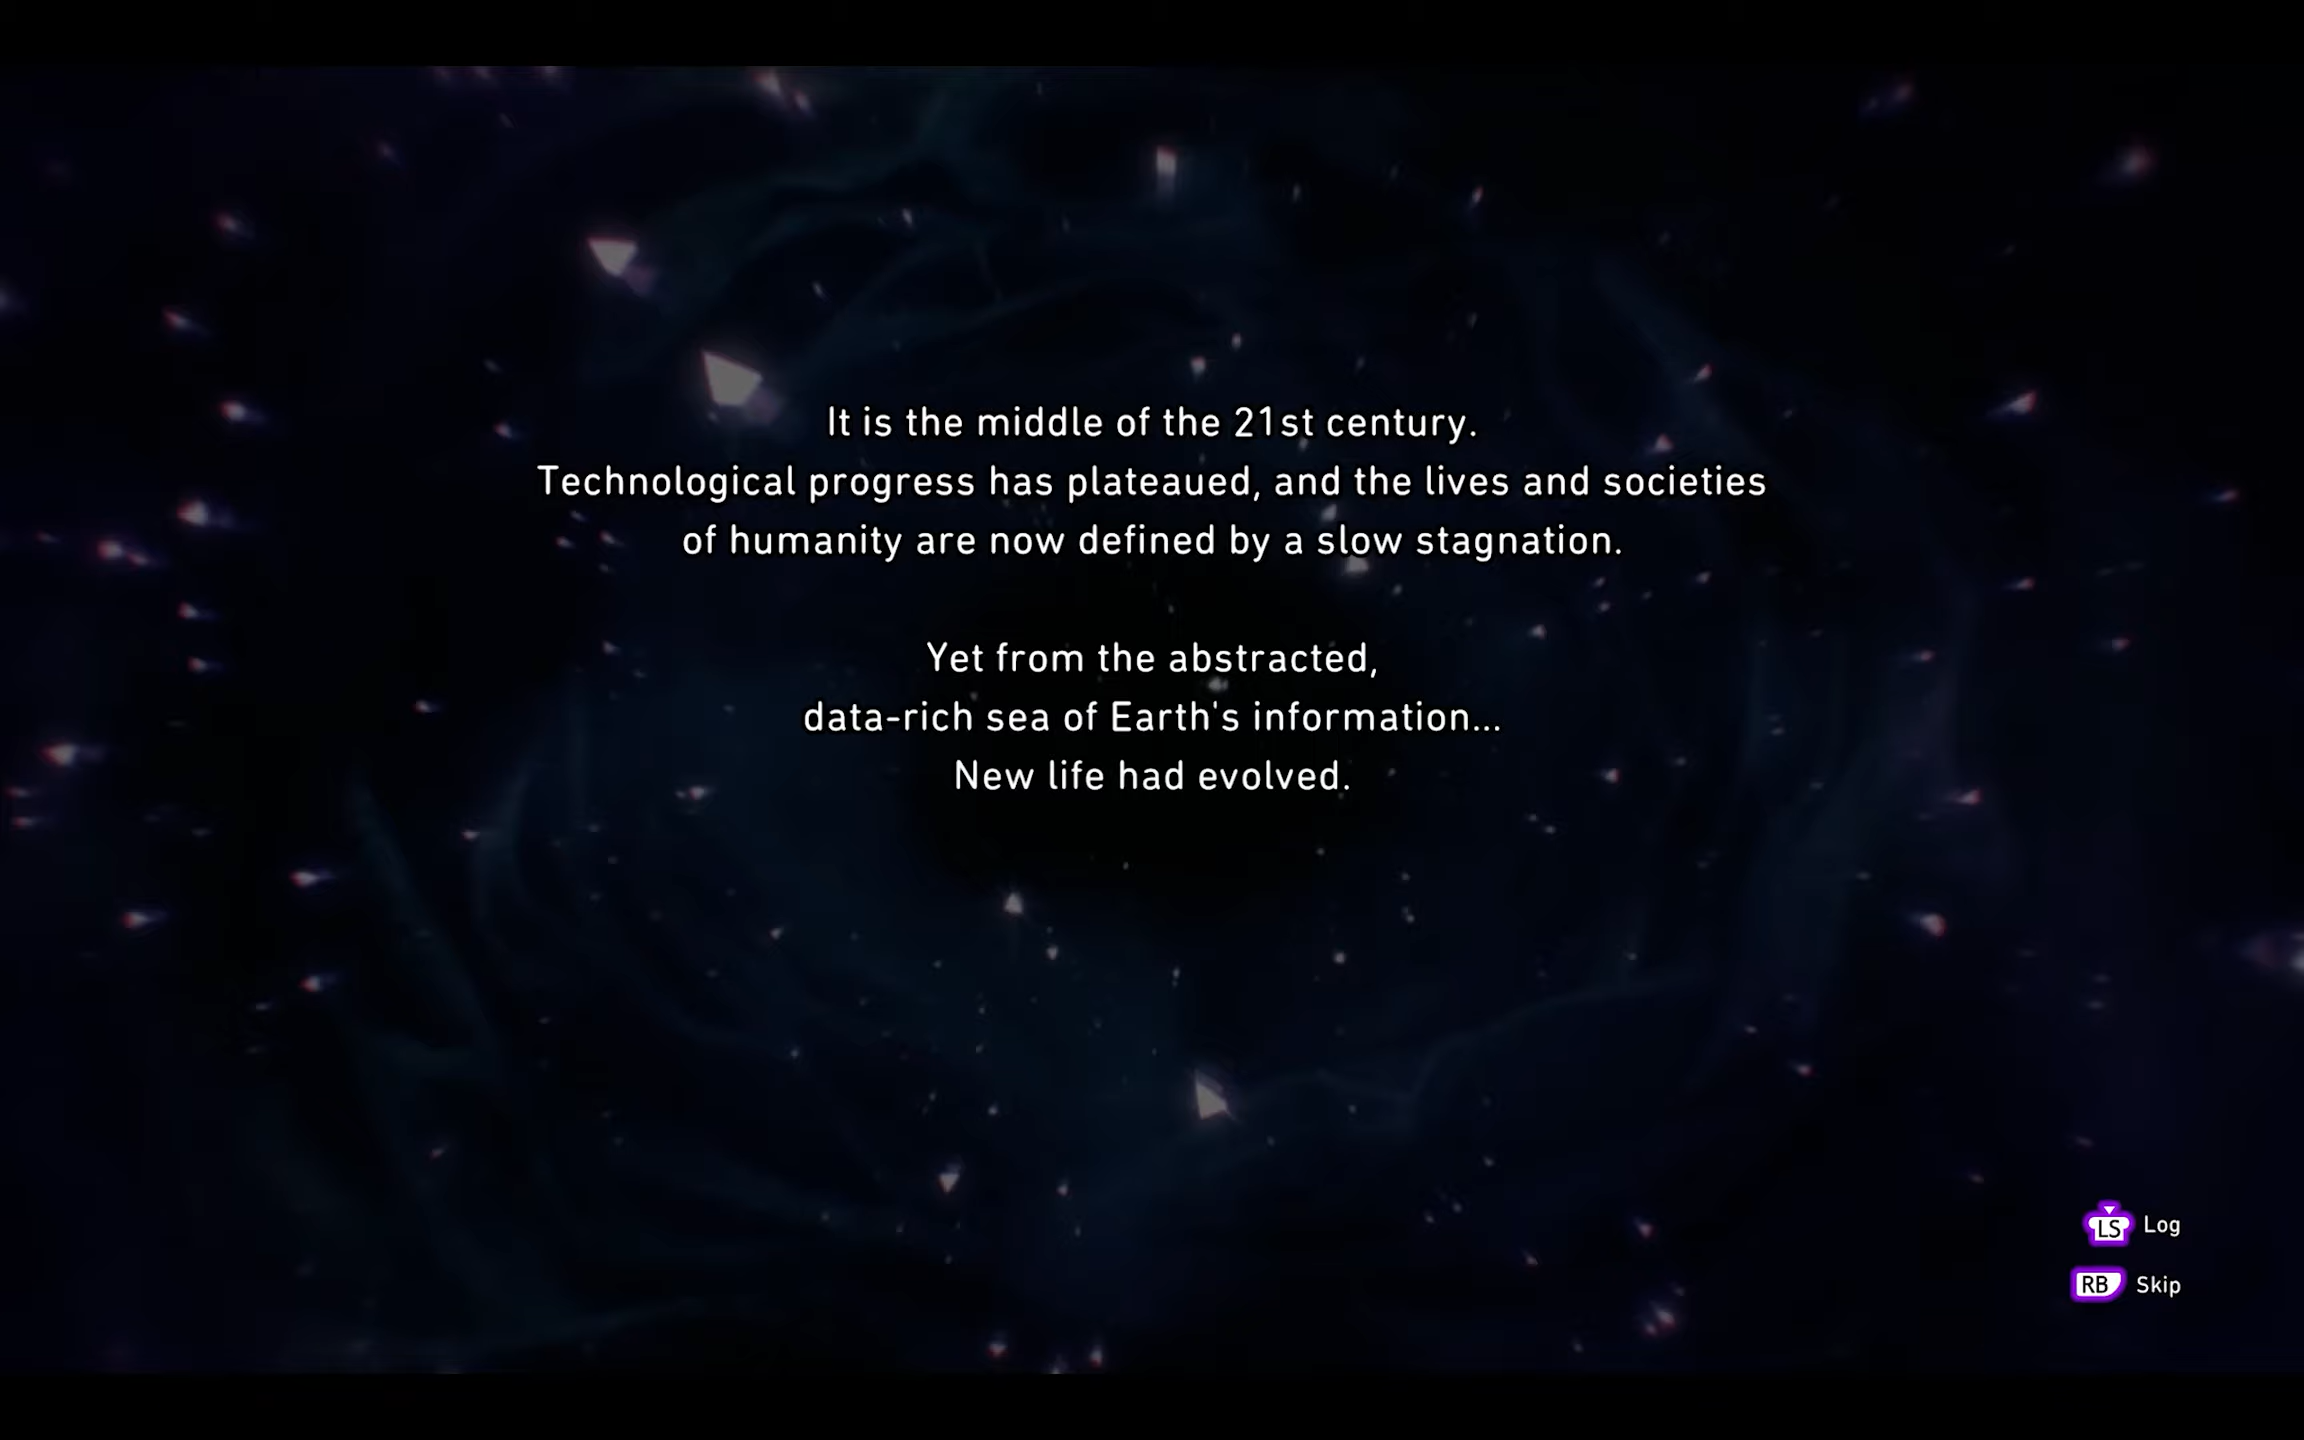 It is the middle of the 21st century.
Technological progress has plateaued, and the lives and societies
of humanity are now defined by a slow stagnation.
Yet from the abstracted,
data-rich sea of Earth's information...
New life had evolved.
LS Log
RB Skip